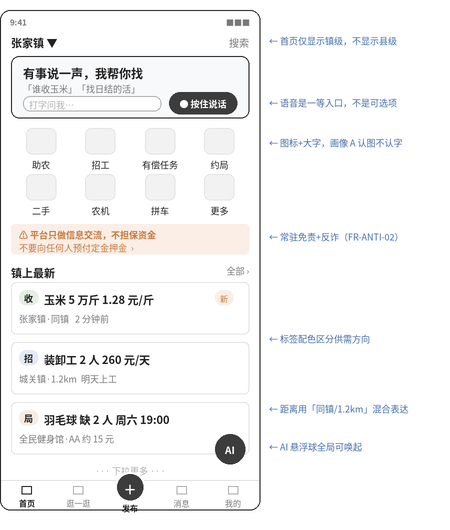 9:41
张家镇 ▼
搜索
← 首页仅显示镇级，不显示县级
有事说一声，我帮你找
「谁收玉米」「找日结的活」
打字问我…
● 按住说话
← 语音是一等入口，不是可选项
助农 招工 有偿任务 约局
← 图标+大字，画像 A 认图不认字
二手 农机 拼车 更多
⚠ 平台只做信息交流，不担保资金
不要向任何人预付定金押金 ›
← 常驻免责+反诈（FR-ANTI-02）
镇上最新
全部 ›
收 玉米 5 万斤 1.28 元/斤 新
张家镇·同镇 2 分钟前
← 标签配色区分供需方向
招 装卸工 2 人 260 元/天
城关镇·1.2km 明天上工
← 距离用「同镇/1.2km」混合表达
局 羽毛球 缺 2 人 周六 19:00
全民健身馆·AA 约 15 元
AI
← AI 悬浮球全局可唤起
··· 下拉更多 ···
+
首页 逛一逛 发布 消息 我的